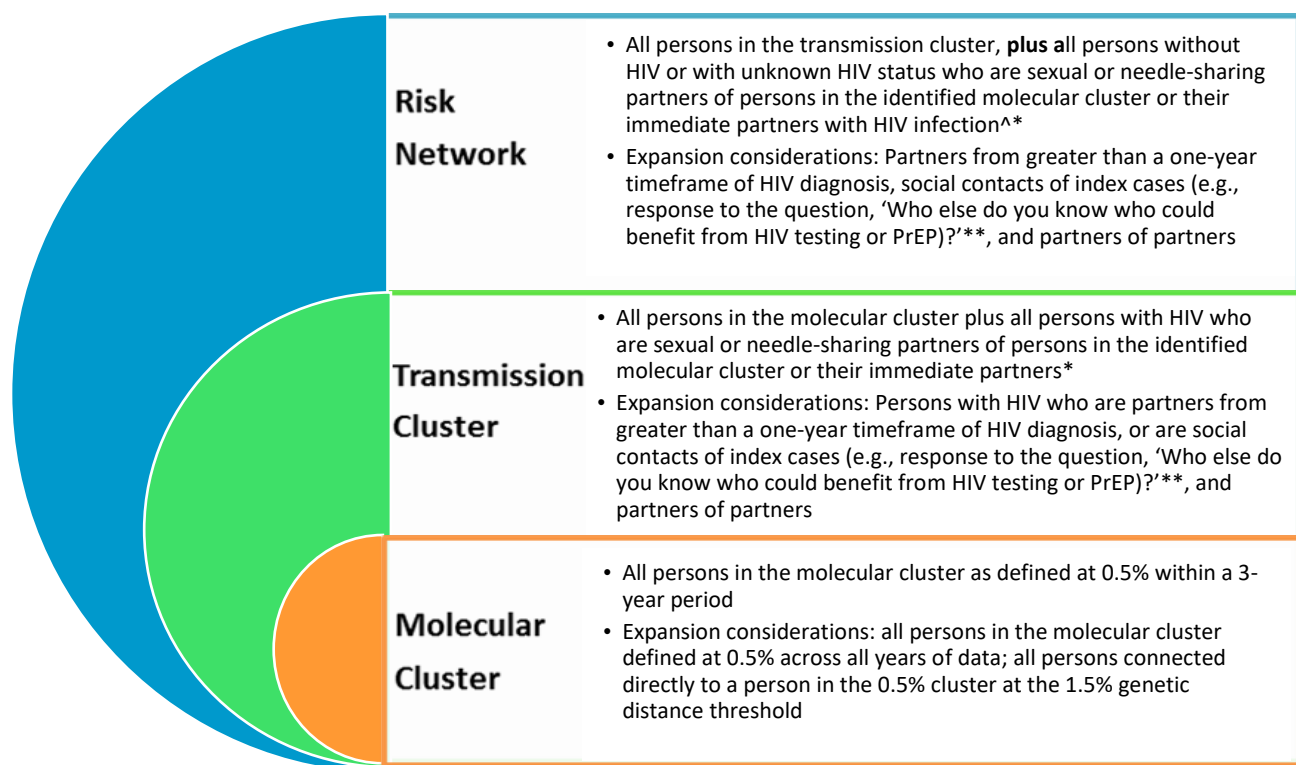 Risk
Network
• All persons in the transmission cluster, plus all persons without
HIV or with unknown HIV status who are sexual or needle-sharing
partners of persons in the identified molecular cluster or their
immediate partners with HIV infection^*
• Expansion considerations: Partners from greater than a one-year
timeframe of HIV diagnosis, social contacts of index cases (e.g.,
response to the question, ‘Who else do you know who could
benefit from HIV testing or PrEP)?’**, and partners of partners
Transmission
Cluster
• All persons in the molecular cluster plus all persons with HIV who
are sexual or needle-sharing partners of persons in the identified
molecular cluster or their immediate partners*
• Expansion considerations: Persons with HIV who are partners from
greater than a one-year timeframe of HIV diagnosis, or are social
contacts of index cases (e.g., response to the question, ‘Who else do
you know who could benefit from HIV testing or PrEP)?’**, and
partners of partners
Molecular
Cluster
• All persons in the molecular cluster as defined at 0.5% within a 3-
year period
• Expansion considerations: all persons in the molecular cluster
defined at 0.5% across all years of data; all persons connected
directly to a person in the 0.5% cluster at the 1.5% genetic
distance threshold